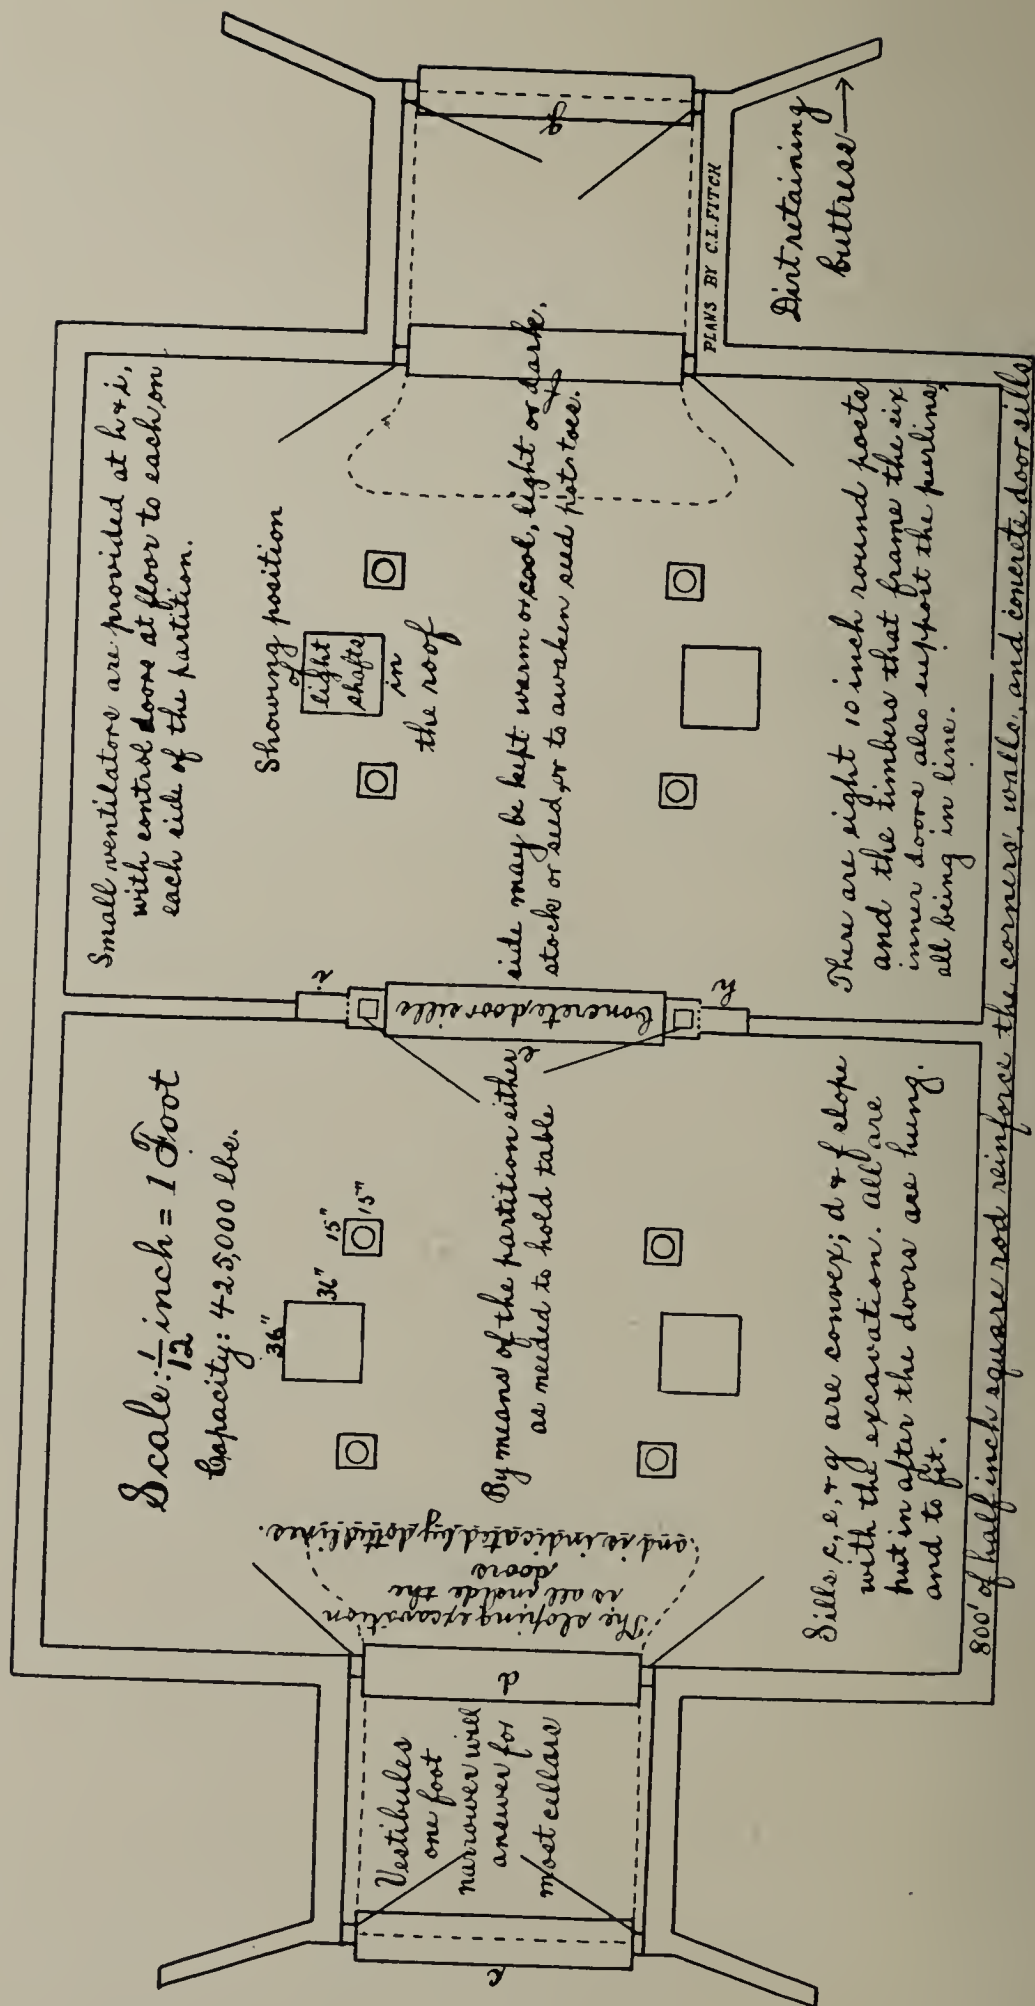 Scale: 1/12 inch = 1 Foot
Capacity: 425,000 lbs.
36"
36"
15"
15"
Small ventilators are provided at h & i,
with control doors at floor to each on
each side of the partition.
Showing position
of
light
shafts
in
the roof
The sloping excavation
is all inside the
doors
and is indicated by dotted lines.
By means of the partition either
as needed to hold table
side may be kept warm or cool, light or dark,
stock or seed, or to awaken seed potatoes.
Vestibules
one foot
narrower will
answer for
most cellars
c
d
e
Concrete door sills
i
h
f
g
Sills c, e, & g are convex; d & f slope
with the excavation. All are
put in after the doors are hung.
and to fit.
There are eight 10 inch round posts
and the timbers that frame the six
inner doors also support the purlins,
all being in line.
PLANS BY C.L. FITCH
Dirt retaining
buttress
800' of half inch square rod reinforce the corners, walls, and concrete door sills